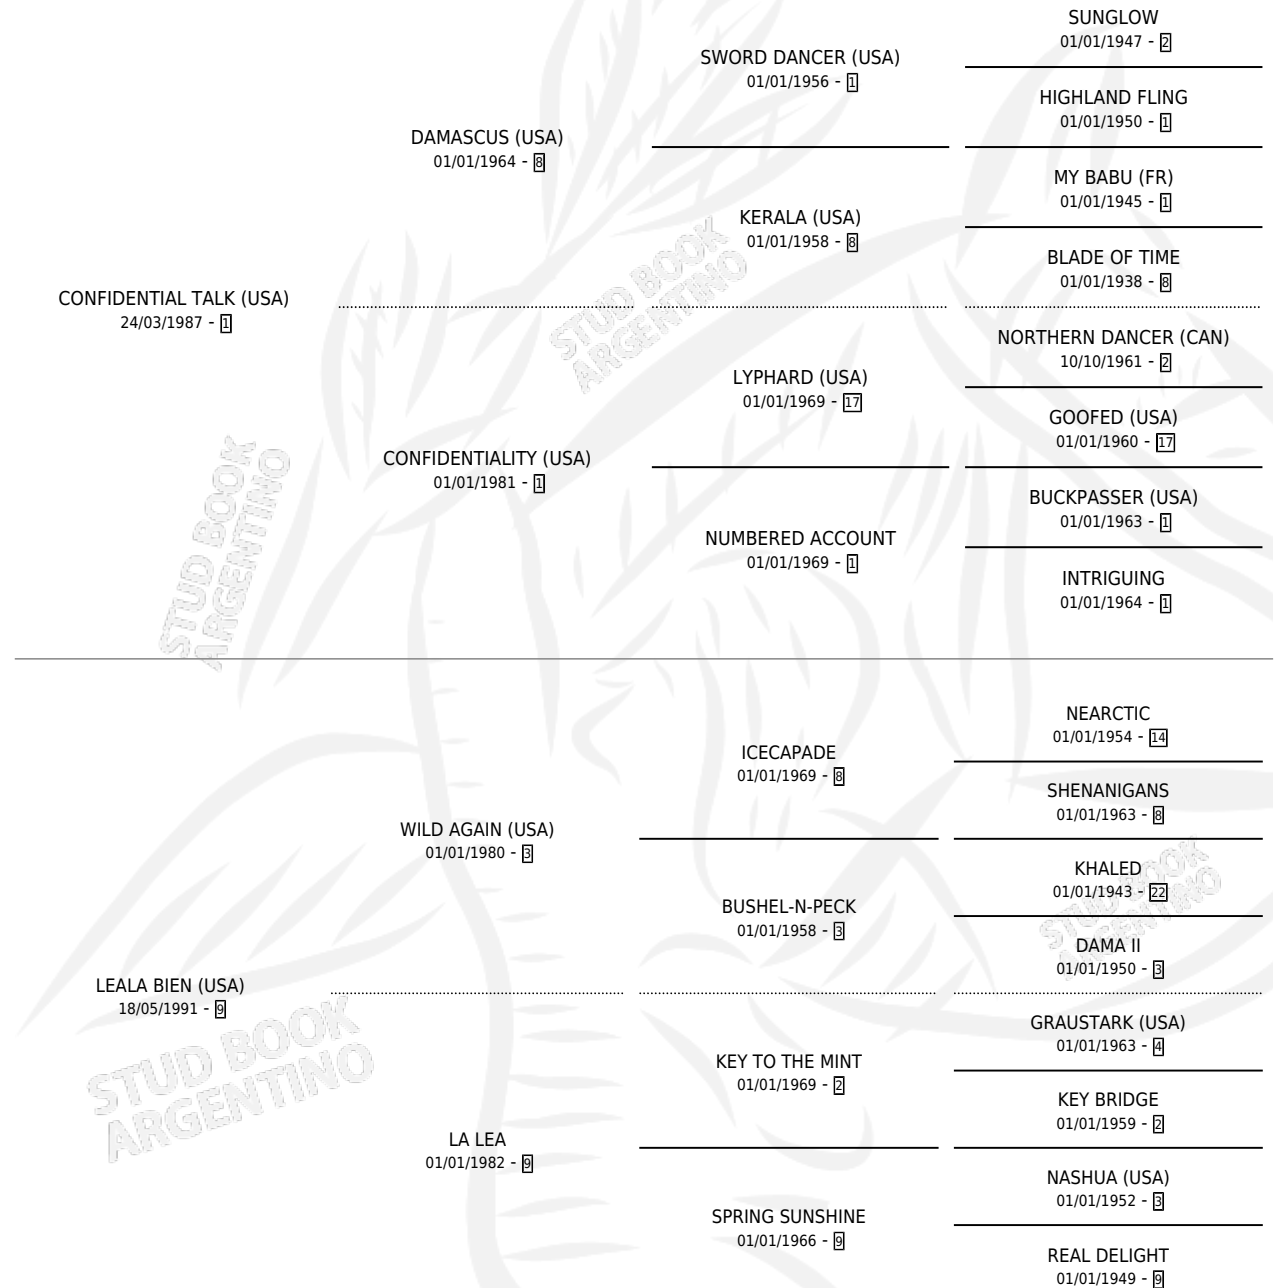 SUNGLOW
01/01/1947 - 2
SWORD DANCER (USA)
01/01/1956 - 1
HIGHLAND FLING
01/01/1950 - 1
DAMASCUS (USA)
01/01/1964 - 8
MY BABU (FR)
01/01/1945 - 1
KERALA (USA)
01/01/1958 - 8
BLADE OF TIME
01/01/1938 - 8
CONFIDENTIAL TALK (USA)
24/03/1987 - 1
NORTHERN DANCER (CAN)
10/10/1961 - 2
LYPHARD (USA)
01/01/1969 - 17
GOOFED (USA)
01/01/1960 - 17
CONFIDENTIALITY (USA)
01/01/1981 - 1
BUCKPASSER (USA)
01/01/1963 - 1
NUMBERED ACCOUNT
01/01/1969 - 1
INTRIGUING
01/01/1964 - 1
NEARCTIC
01/01/1954 - 14
ICECAPADE
01/01/1969 - 8
SHENANIGANS
01/01/1963 - 8
WILD AGAIN (USA)
01/01/1980 - 3
KHALED
01/01/1943 - 22
BUSHEL-N-PECK
01/01/1958 - 3
DAMA II
01/01/1950 - 3
LEALA BIEN (USA)
18/05/1991 - 9
GRAUSTARK (USA)
01/01/1963 - 4
KEY TO THE MINT
01/01/1969 - 2
KEY BRIDGE
01/01/1959 - 2
LA LEA
01/01/1982 - 9
NASHUA (USA)
01/01/1952 - 3
SPRING SUNSHINE
01/01/1966 - 9
REAL DELIGHT
01/01/1949 - 9
STUD BOOK
ARGENTINO
STUD BOOK
ARGENTINO
STUD BOOK
ARGENTINO
STUD BOOK
ARGENTINO